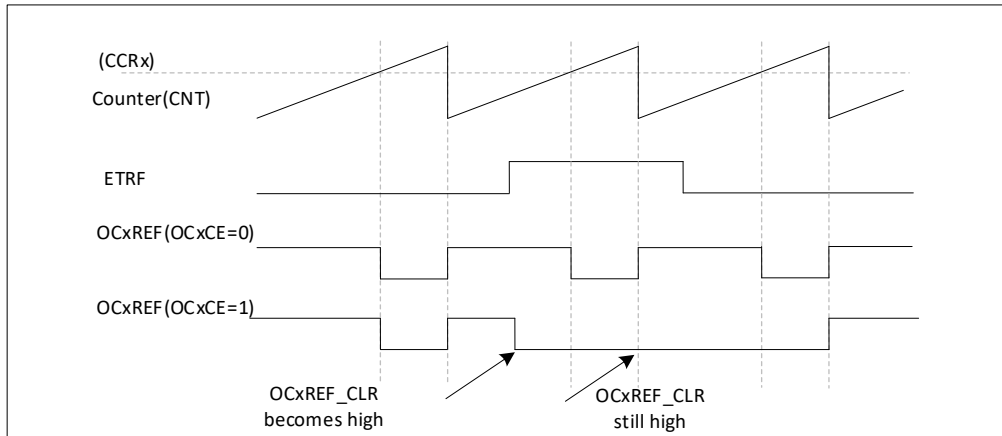 (CCRx)
Counter(CNT)
ETRF
OCxREF(OCxCE=0)
OCxREF(OCxCE=1)
OCxREF_CLR
becomes high
OCxREF_CLR
still high